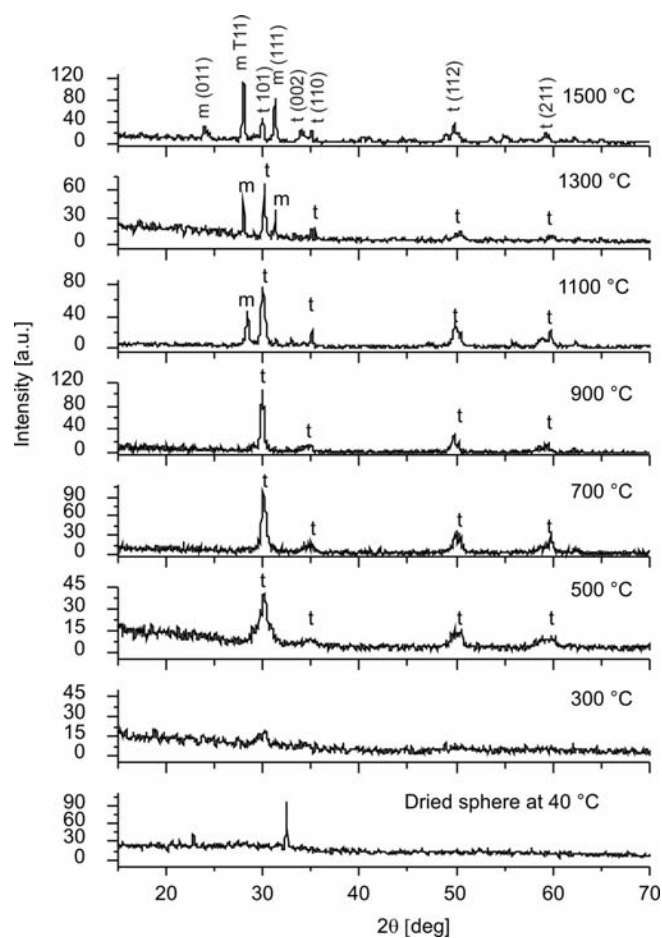 m (011)
m T11)
t (101)
m (111)
t (002)
t (110)
t (112)
t (211)
120
80
40
0
1500 °C
60
30
0
m
t
m
t
t
t
1300 °C
80
40
0
m
t
t
t
t
1100 °C
120
80
40
0
t
t
t
t
900 °C
90
60
30
0
t
t
t
t
700 °C
45
30
15
0
t
t
t
t
500 °C
45
30
15
0
300 °C
90
60
30
0
Dried sphere at 40 °C
Intensity [a.u.]
20
30
40
50
60
70
2θ [deg]